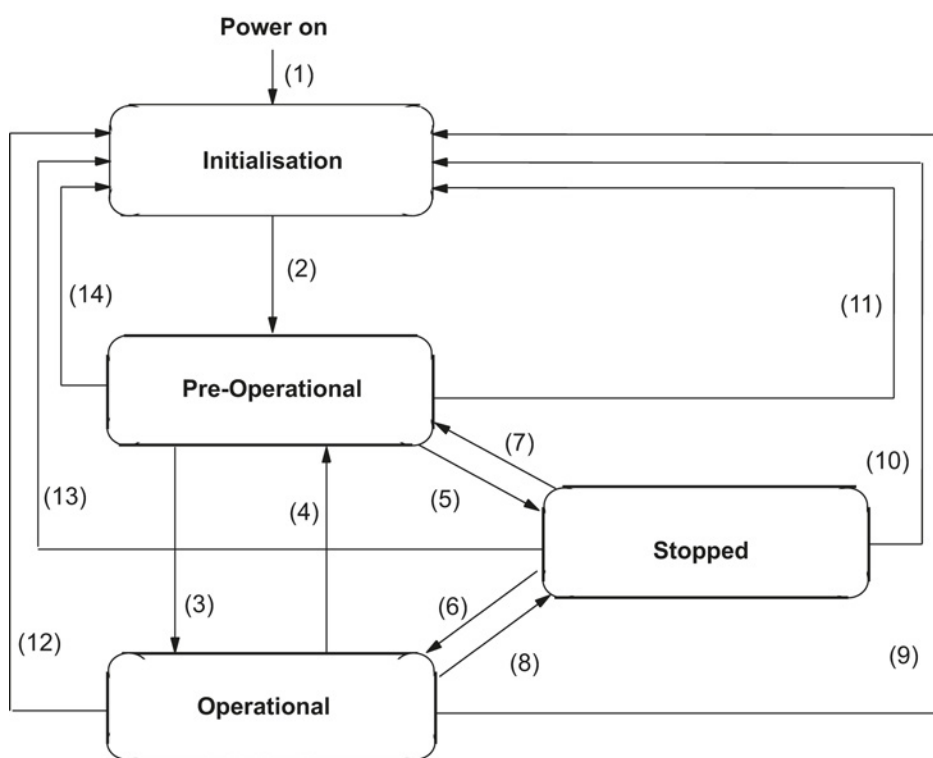 Power on
(1)
Initialisation
(2)
(14)
(11)
Pre-Operational
(7)
(10)
(13)
(4)
(5)
Stopped
(3)
(6)
(12)
(8)
(9)
Operational